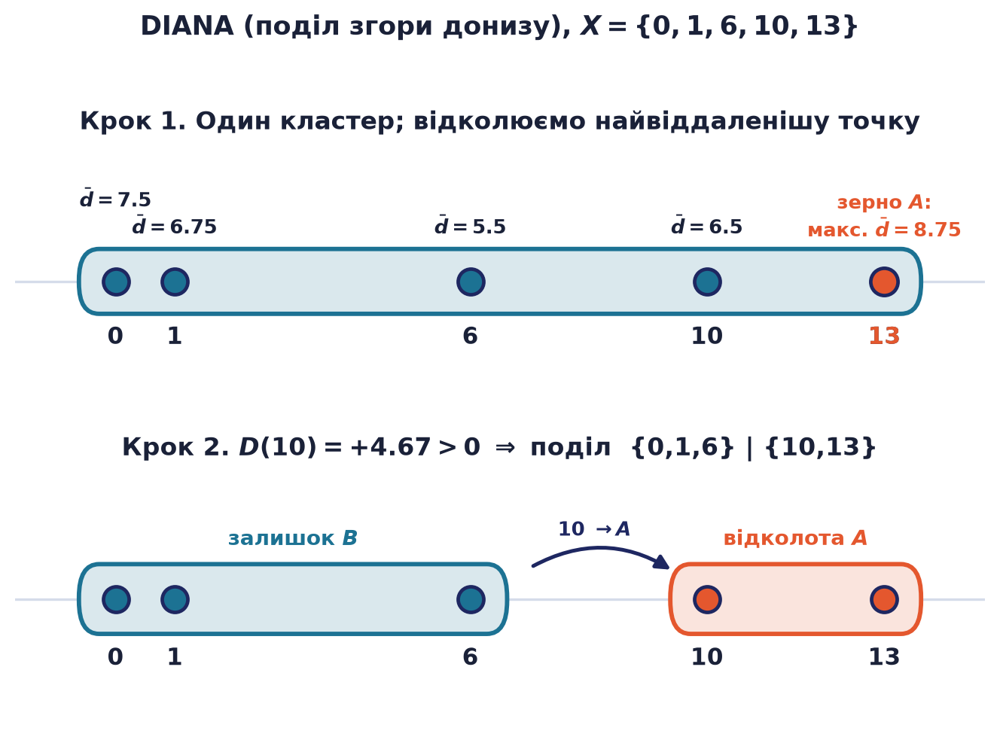 DIANA (поділ згори донизу), X = {0, 1, 6, 10, 13}
Крок 1. Один кластер; відколюємо найвіддаленішу точку
d̄ = 7.5
зерно A:
d̄ = 6.75 d̄ = 5.5 d̄ = 6.5 макс. d̄ = 8.75
0 1 6 10 13
Крок 2. D(10) = +4.67 > 0 ⇒ поділ {0,1,6} | {10,13}
10 → A
залишок B відколота A
0 1 6 10 13